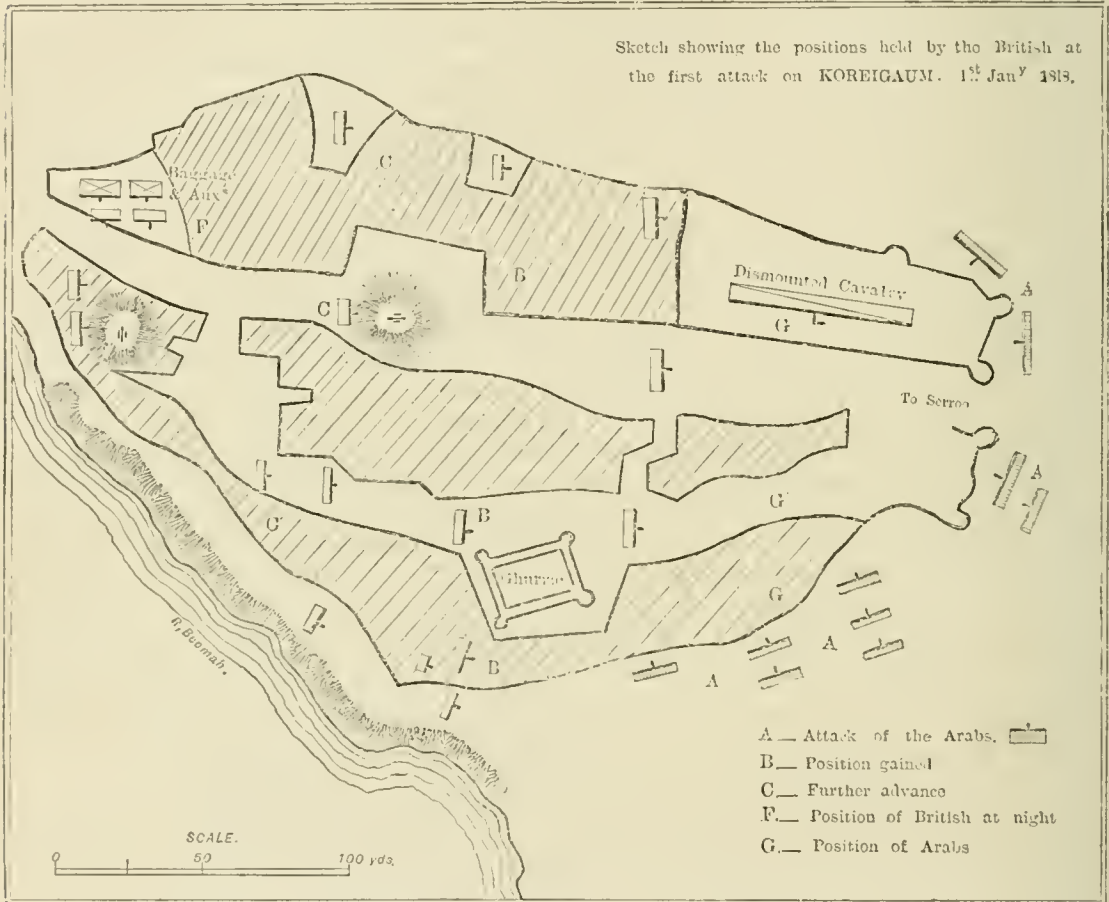 Sketch showing the positions held by the British at
the first attack on KOREIGAUM. 1st Jany 1818.
C
Baggage
& Auxs
F
B
Dismounted Cavalry
G
A
C
To Serroo
A
G
B
G
Ghurree
G
B
A
A
R. Beemah.
A— Attack of the Arabs.
B— Position gained
C— Further advance
F.— Position of British at night
G.— Position of Arabs
SCALE.
0 50 100 yds.